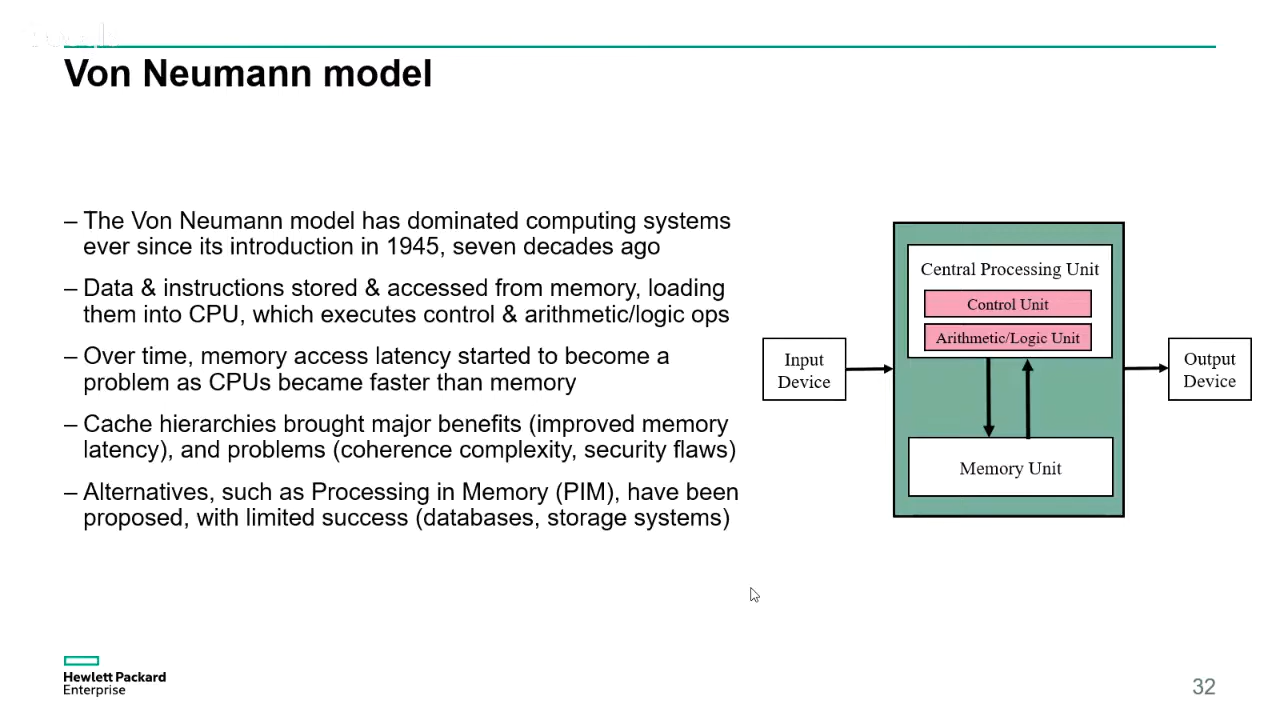 Von Neumann model
– The Von Neumann model has dominated computing systems
ever since its introduction in 1945, seven decades ago
– Data & instructions stored & accessed from memory, loading
them into CPU, which executes control & arithmetic/logic ops
– Over time, memory access latency started to become a
problem as CPUs became faster than memory
– Cache hierarchies brought major benefits (improved memory
latency), and problems (coherence complexity, security flaws)
– Alternatives, such as Processing in Memory (PIM), have been
proposed, with limited success (databases, storage systems)
Central Processing Unit
Control Unit
Arithmetic/Logic Unit
Input
Device
Output
Device
Memory Unit
Hewlett Packard
Enterprise
32